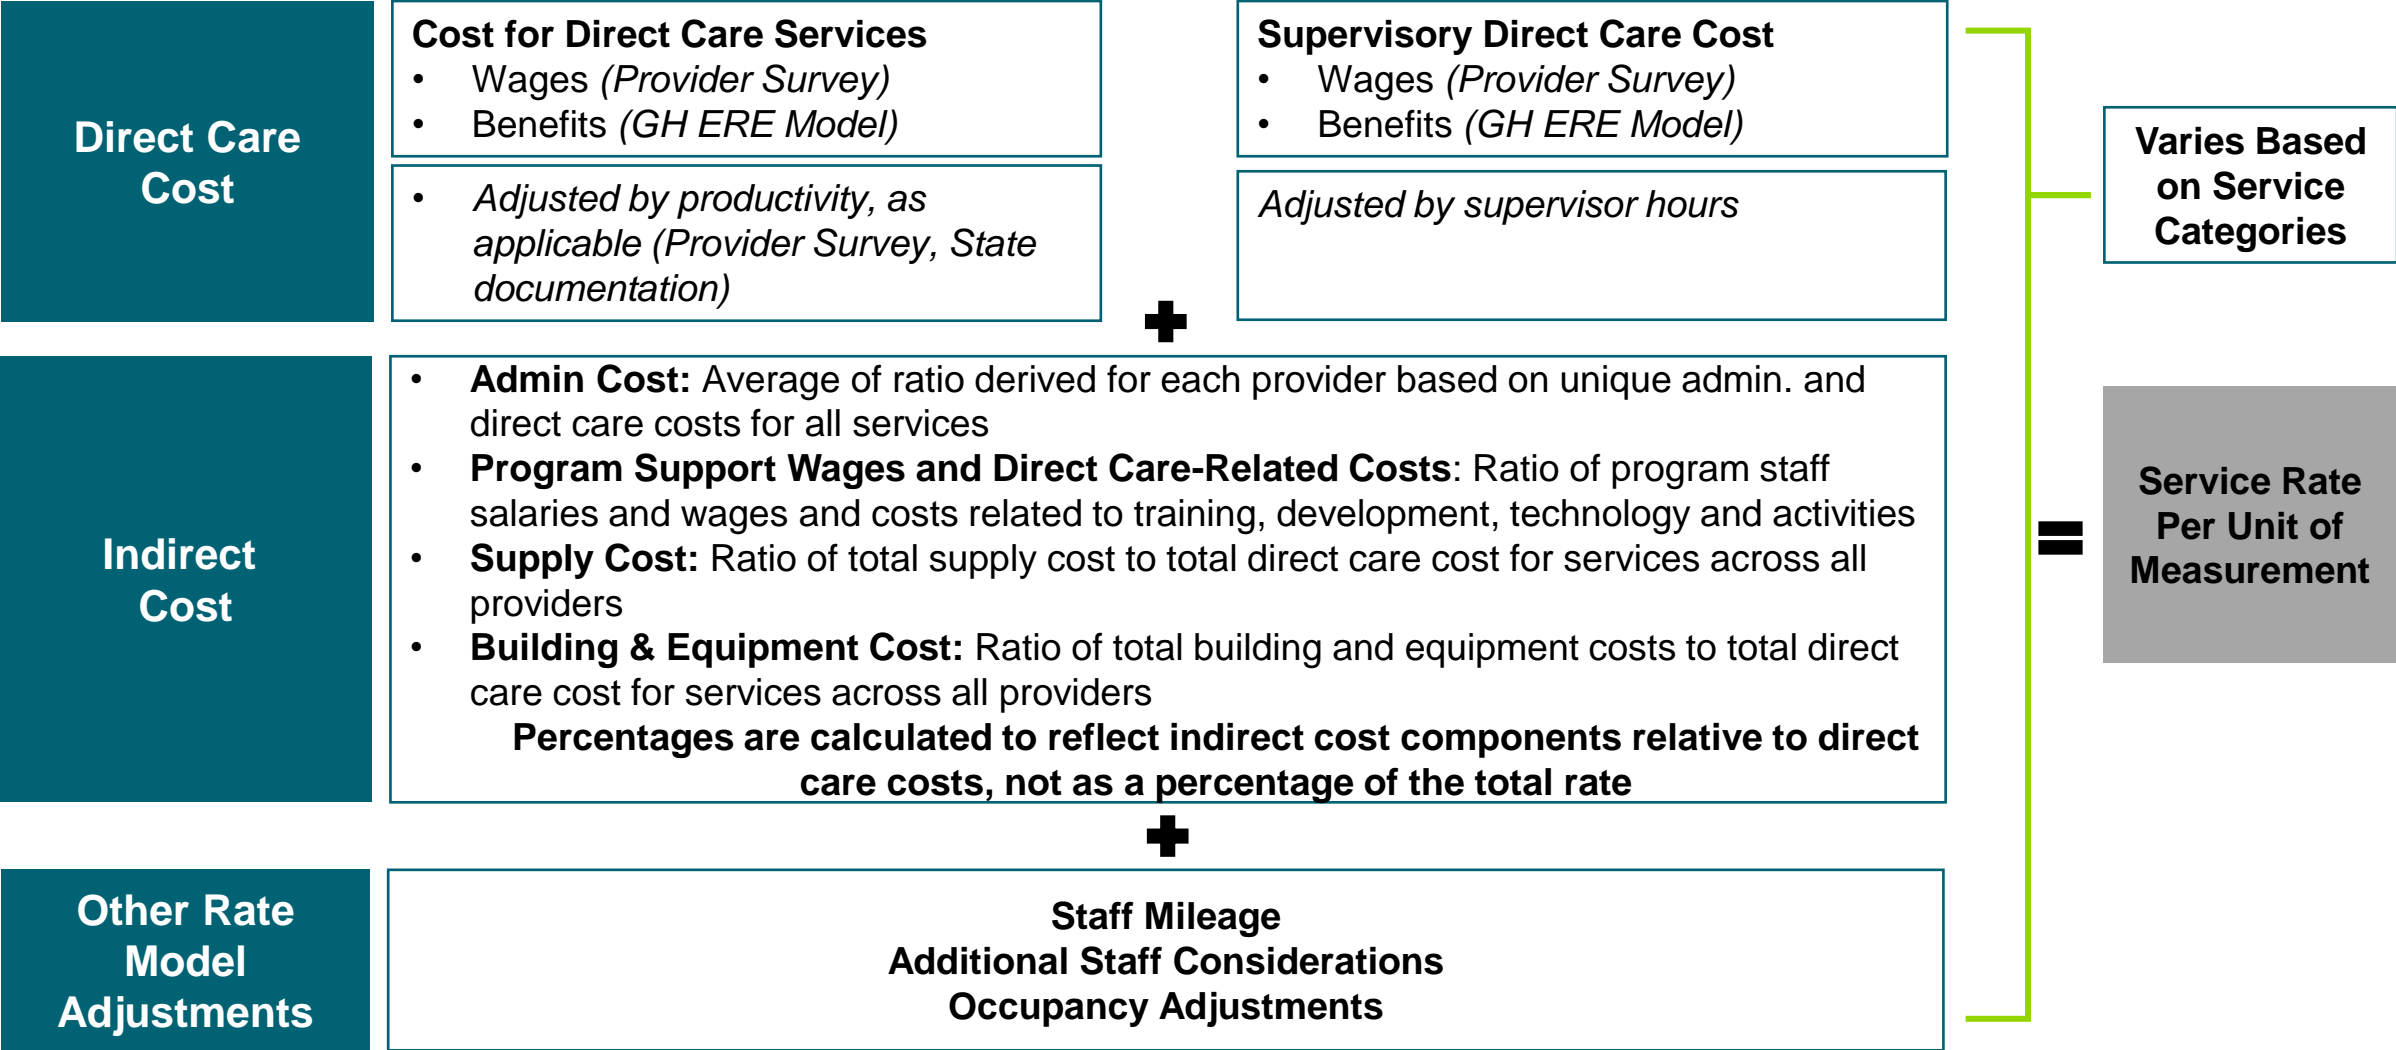 Direct Care
Cost
Cost for Direct Care Services
• Wages (Provider Survey)
• Benefits (GH ERE Model)
• Adjusted by productivity, as
applicable (Provider Survey, State
documentation)
Supervisory Direct Care Cost
• Wages (Provider Survey)
• Benefits (GH ERE Model)
Adjusted by supervisor hours
Varies Based
on Service
Categories
+
Indirect
Cost
• Admin Cost: Average of ratio derived for each provider based on unique admin. and
direct care costs for all services
• Program Support Wages and Direct Care-Related Costs: Ratio of program staff
salaries and wages and costs related to training, development, technology and activities
• Supply Cost: Ratio of total supply cost to total direct care cost for services across all
providers
• Building & Equipment Cost: Ratio of total building and equipment costs to total direct
care cost for services across all providers
Percentages are calculated to reflect indirect cost components relative to direct
care costs, not as a percentage of the total rate
=
Service Rate
Per Unit of
Measurement
+
Other Rate
Model
Adjustments
Staff Mileage
Additional Staff Considerations
Occupancy Adjustments